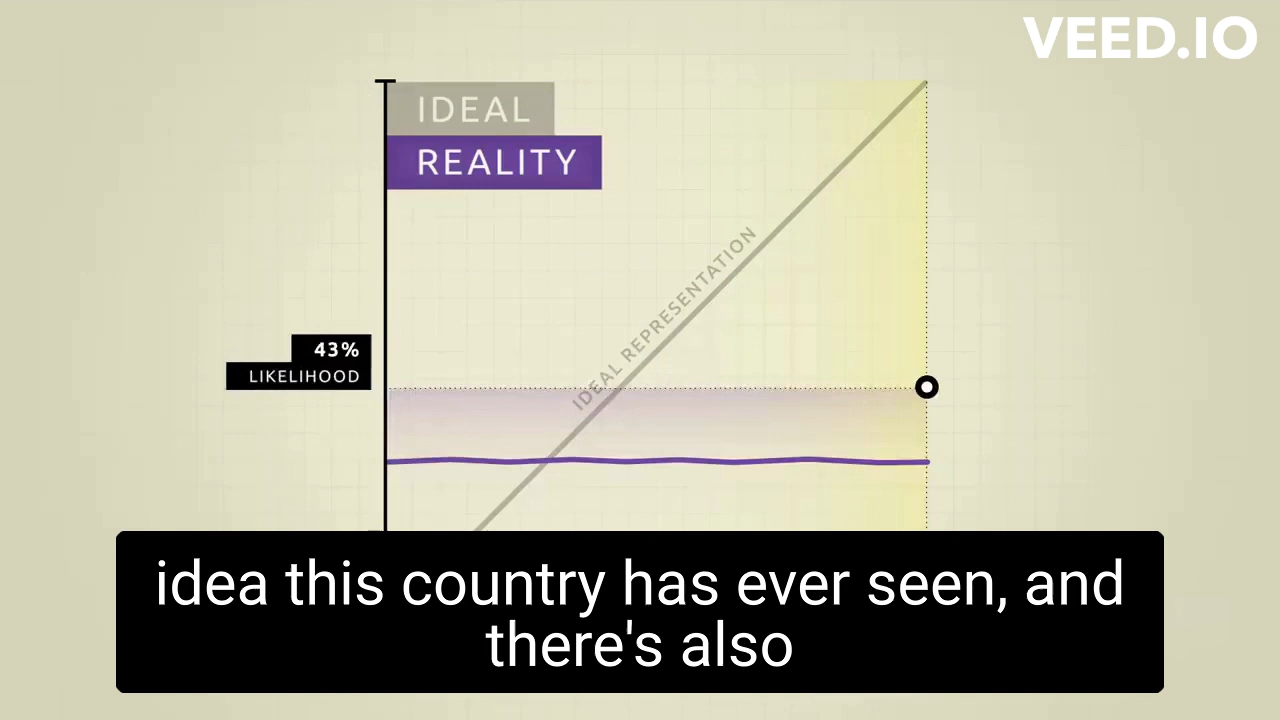 VEED.IO
IDEAL
REALITY
IDEAL REPRESENTATION
43%
LIKELIHOOD
idea this country has ever seen, and
there's also